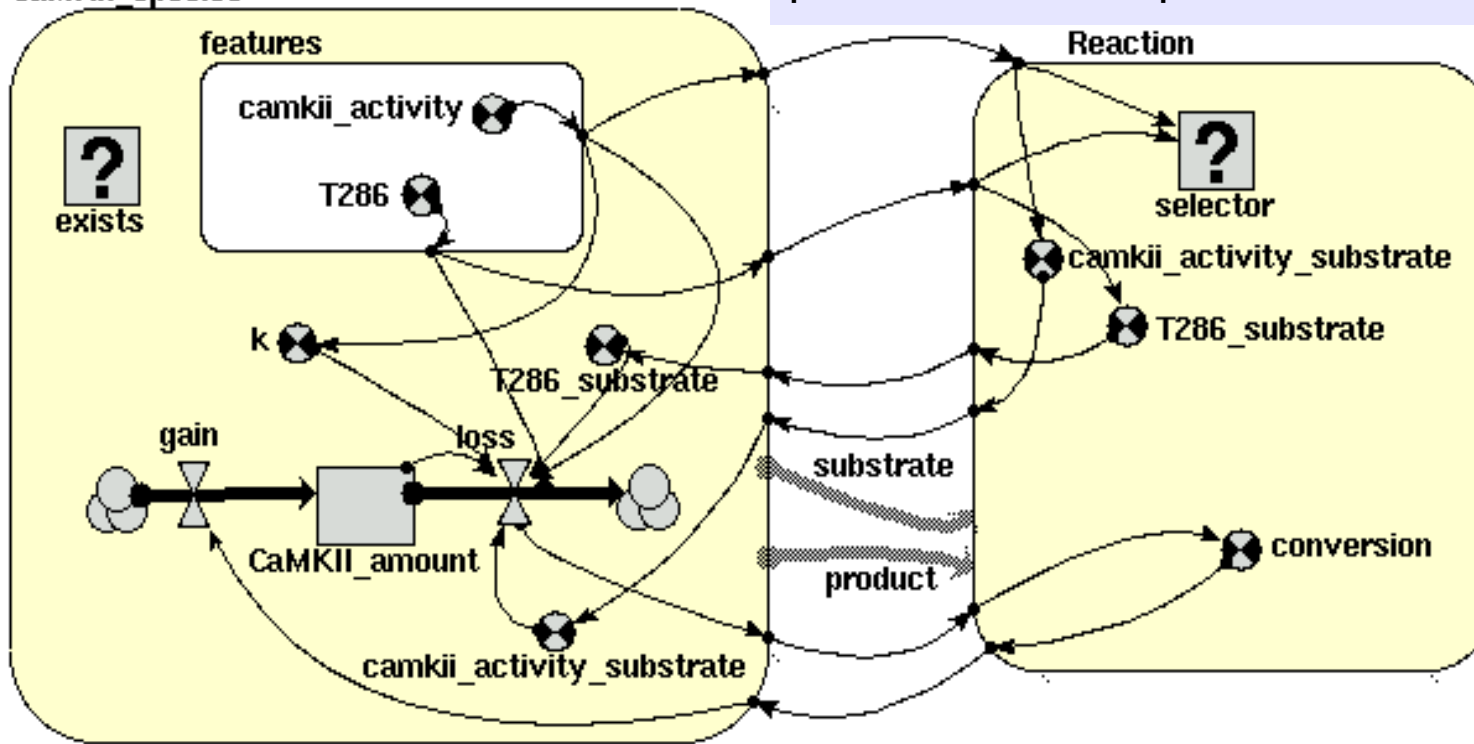 features
Reaction
camkii_activity
?
exists
T286
?
selector
camkii_activity_substrate
T286_substrate
k
T286_substrate
gain
loss
substrate
CaMKII_amount
product
conversion
camkii_activity_substrate